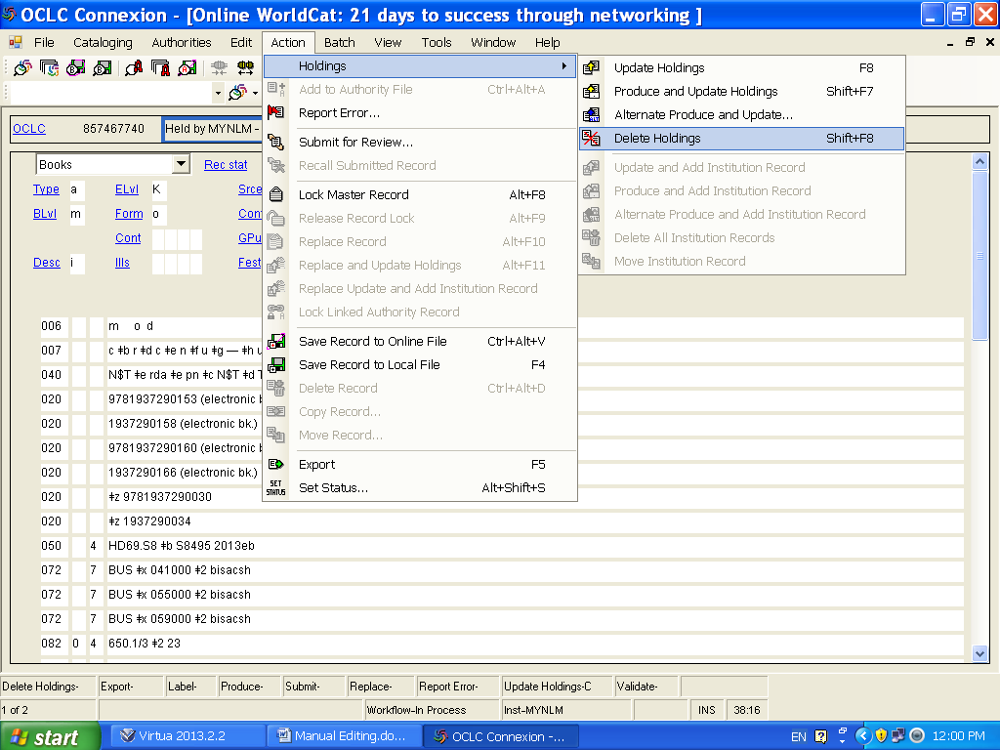 OCLC Connexion - [Online WorldCat: 21 days to success through networking ]
File Cataloging Authorities Edit Action Batch View Tools Window Help
Holdings
Add to Authority File Ctrl+Alt+A
Report Error...
Submit for Review...
Recall Submitted Record
Lock Master Record Alt+F8
Release Record Lock Alt+F9
Replace Record Alt+F10
Replace and Update Holdings Alt+F11
Replace Update and Add Institution Record
Lock Linked Authority Record
Save Record to Online File Ctrl+Alt+V
Save Record to Local File F4
Delete Record Ctrl+Alt+D
Copy Record...
Move Record...
Export F5
SET STATUS Set Status... Alt+Shift+S
Update Holdings F8
Produce and Update Holdings Shift+F7
Alternate Produce and Update...
Delete Holdings Shift+F8
Update and Add Institution Record
Produce and Add Institution Record
Alternate Produce and Add Institution Record
Delete All Institution Records
Move Institution Record
OCLC 857467740 Held by MYNLM -
Books Rec stat
Type a ELvl K Srce
BLvl m Form o
Cont GPu
Desc i Ills Fest
006 m o d
007 c ǂb r ǂd c ǂe n ǂf u ǂg — ǂh u
040 N$T ǂe rda ǂe pn ǂc N$T ǂd
020 9781937290153 (electronic
020 1937290158 (electronic bk.)
020 9781937290160 (electronic
020 1937290166 (electronic bk.)
020 ǂz 9781937290030
020 ǂz 1937290034
050 4 HD69.S8 ǂb S8495 2013eb
072 7 BUS ǂx 041000 ǂ2 bisacsh
072 7 BUS ǂx 055000 ǂ2 bisacsh
072 7 BUS ǂx 059000 ǂ2 bisacsh
082 0 4 650.1/3 ǂ2 23
Delete Holdings- Export- Label- Produce- Submit- Replace- Report Error- Update Holdings-C Validate-
1 of 2 Workflow-In Process Inst-MYNLM INS 38:16
start Virtua 2013.2.2 Manual Editing.do... OCLC Connexion -... EN 12:00 PM